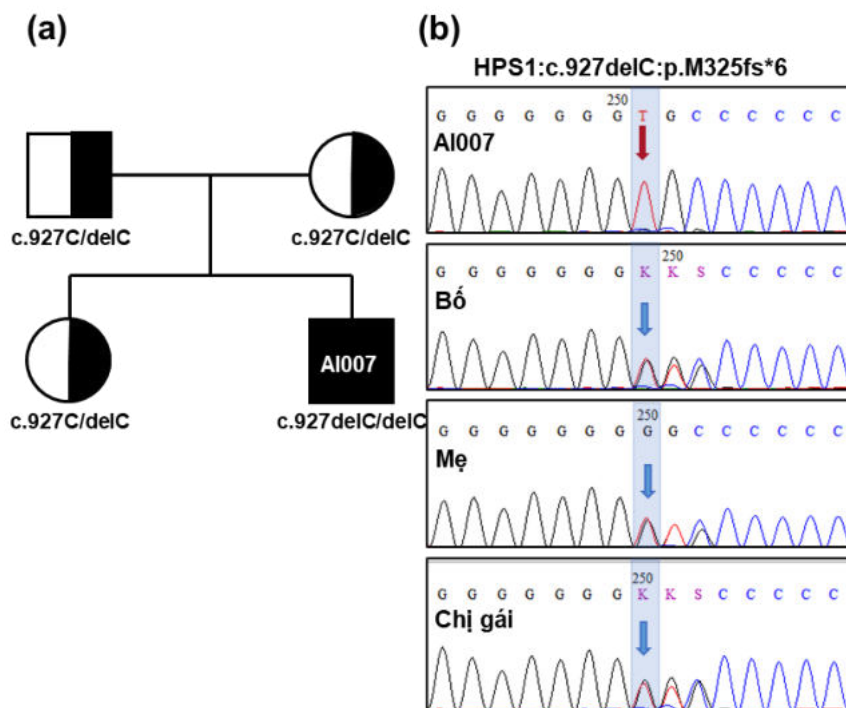 (a)
c.927C/delC
c.927C/delC
c.927C/delC
AI007
c.927delC/delC
(b)
HPS1:c.927delC:p.M325fs*6
250
G G G G G G G T G C C C C C C
AI007
250
G G G G G G G K K S C C C C C
Bố
250
G G G G G G G G G C C C C C C
Mẹ
250
G G G G G G G K K S C C C C C
Chị gái